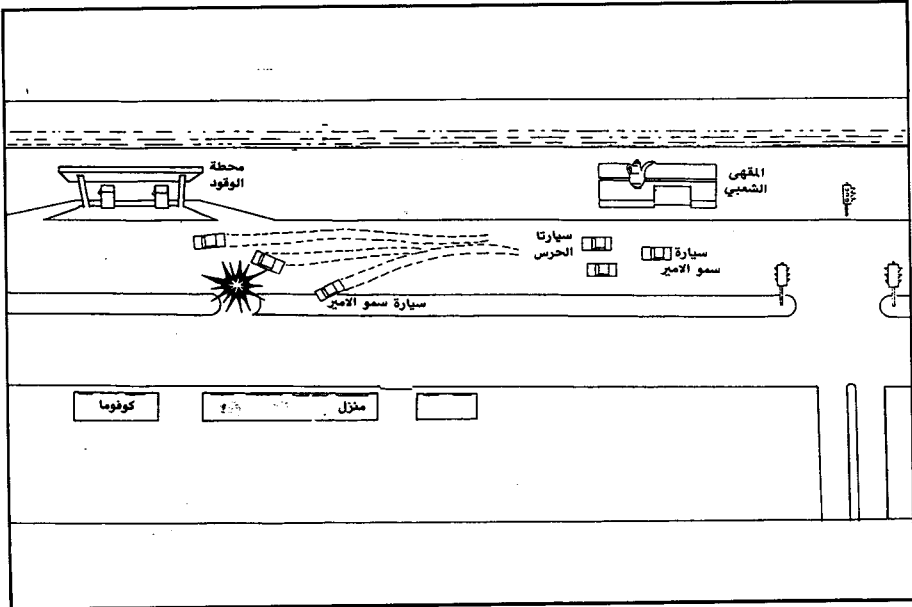 محطة
الوقود
المقهى
الشعبي
سيارتا
الحرس
سيارة
سمو الامير
سيارة سمو الامير
كوفوما
منزل